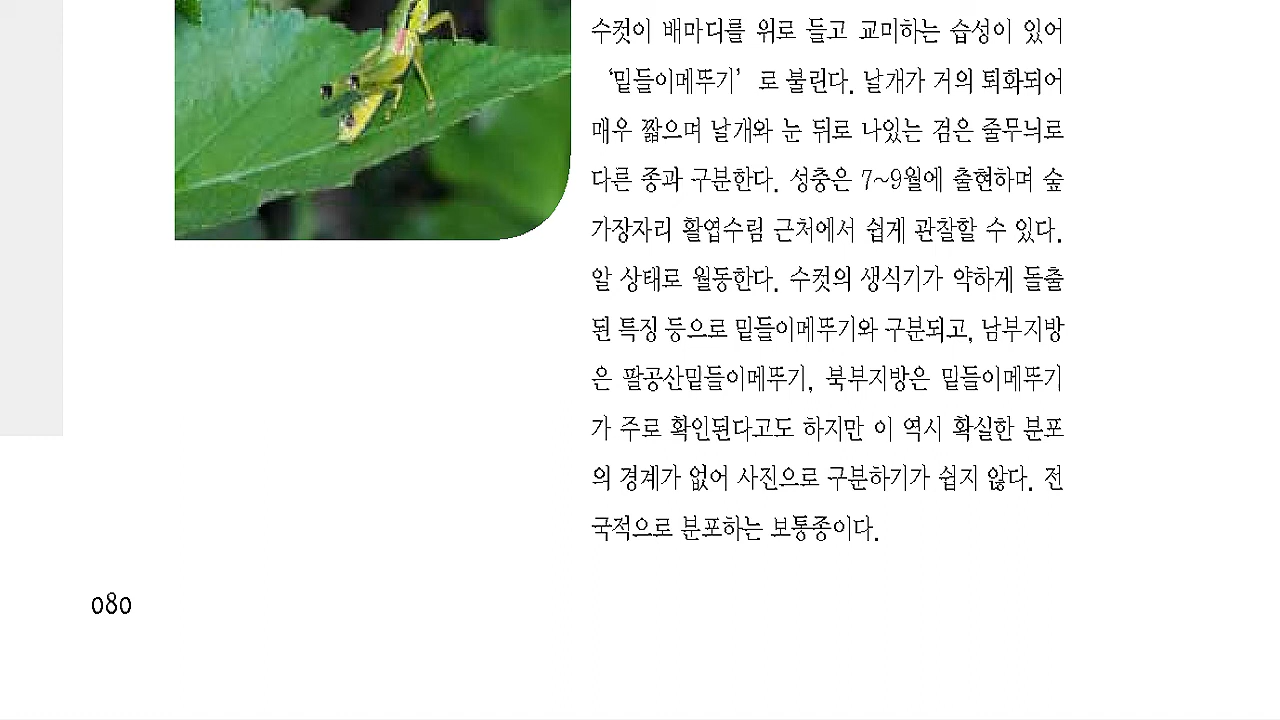 수컷이 배마디를 위로 들고 교미하는 습성이 있어
‘밑들이메뚜기’로 불린다. 날개가 거의 퇴화되어
매우 짧으며 날개와 눈 뒤로 나있는 검은 줄무늬로
다른 종과 구분한다. 성충은 7~9월에 출현하며 숲
가장자리 활엽수림 근처에서 쉽게 관찰할 수 있다.
알 상태로 월동한다. 수컷의 생식기가 약하게 돌출
된 특징 등으로 밑들이메뚜기와 구분되고, 남부지방
은 팔공산밑들이메뚜기, 북부지방은 밑들이메뚜기
가 주로 확인된다고도 하지만 이 역시 확실한 분포
의 경계가 없어 사진으로 구분하기가 쉽지 않다. 전
국적으로 분포하는 보통종이다.
080